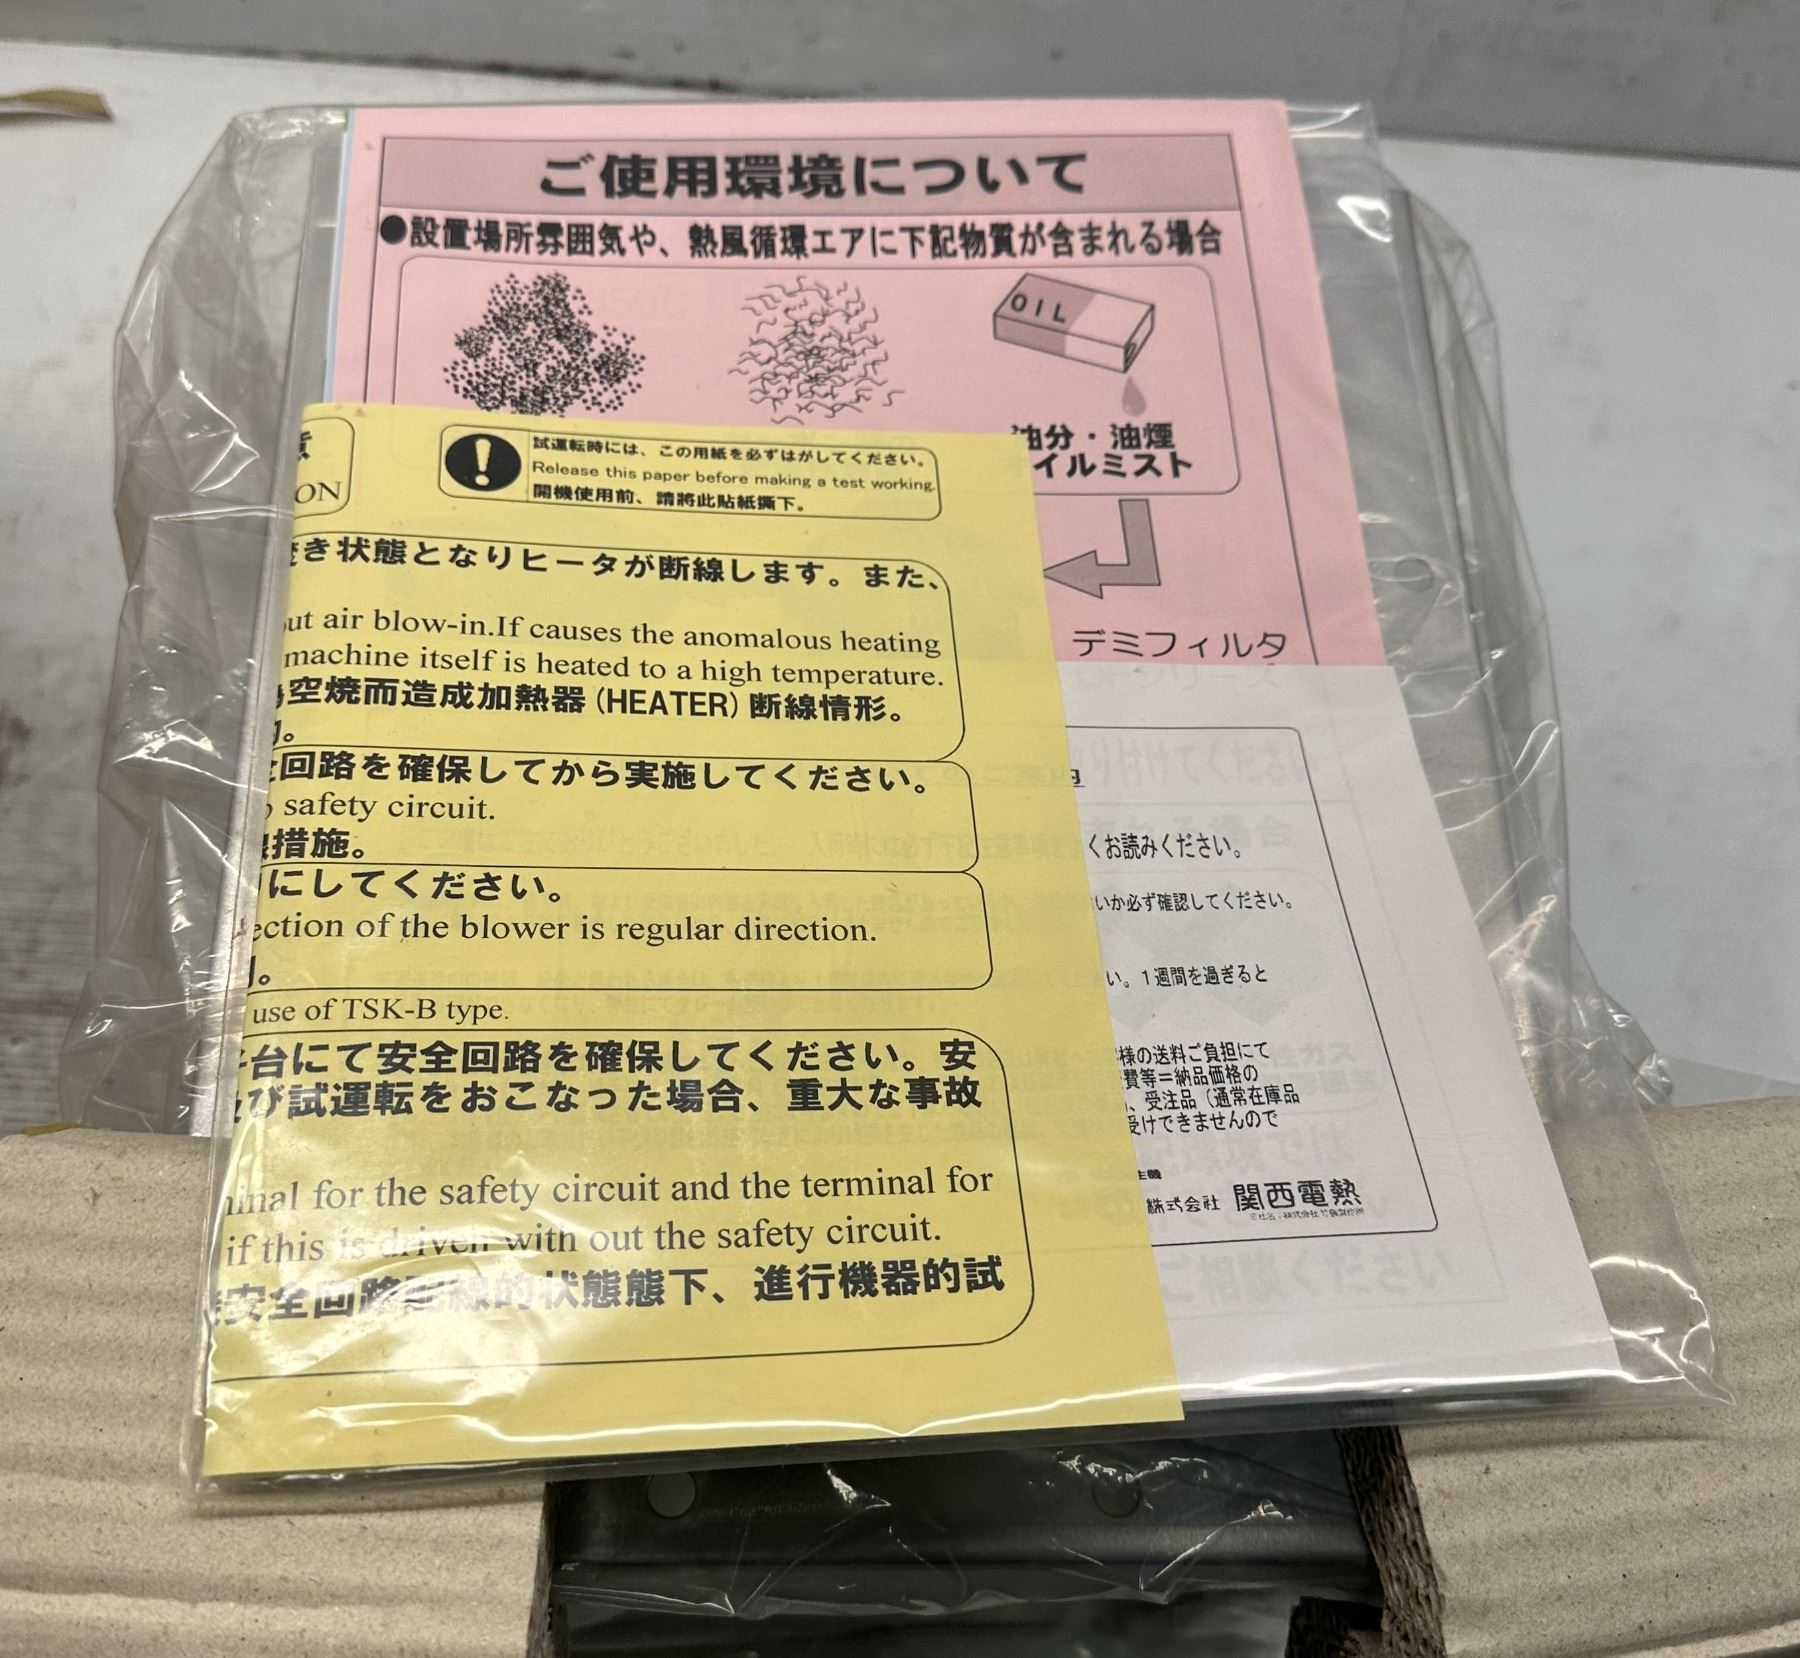 ご使用環境について
●設置場所雰囲気や、熱風循環エアに下記物質が含まれる場合
OIL
油分・油煙
イルミスト
デミフィルタ
ON
試運転時には、この用紙を必ずはがしてください。
Release this paper before making a test working.
開機使用前、請將此貼紙撕下。
き状態となりヒータが断線します。また、
ut air blow-in.If causes the anomalous heating
machine itself is heated to a high temperature.
空焼而造成加熱器(HEATER)断線情形。
。
回路を確保してから実施してください。
safety circuit.
措施。
にしてください。
ection of the blower is regular direction.
。
use of TSK-B type.
台にて安全回路を確保してください。安
び試運転をおこなった場合、重大な事故
inal for the safety circuit and the terminal for
if this is driven with out the safety circuit.
安全回路配線的状態態下、進行機器的試
くお読みください。
いか必ず確認してください。
い。1週間を過ぎると
様の送料ご負担にて
費等＝納品価格の
、受注品（通常在庫品
受けできませんので
株式会社 関西電熱